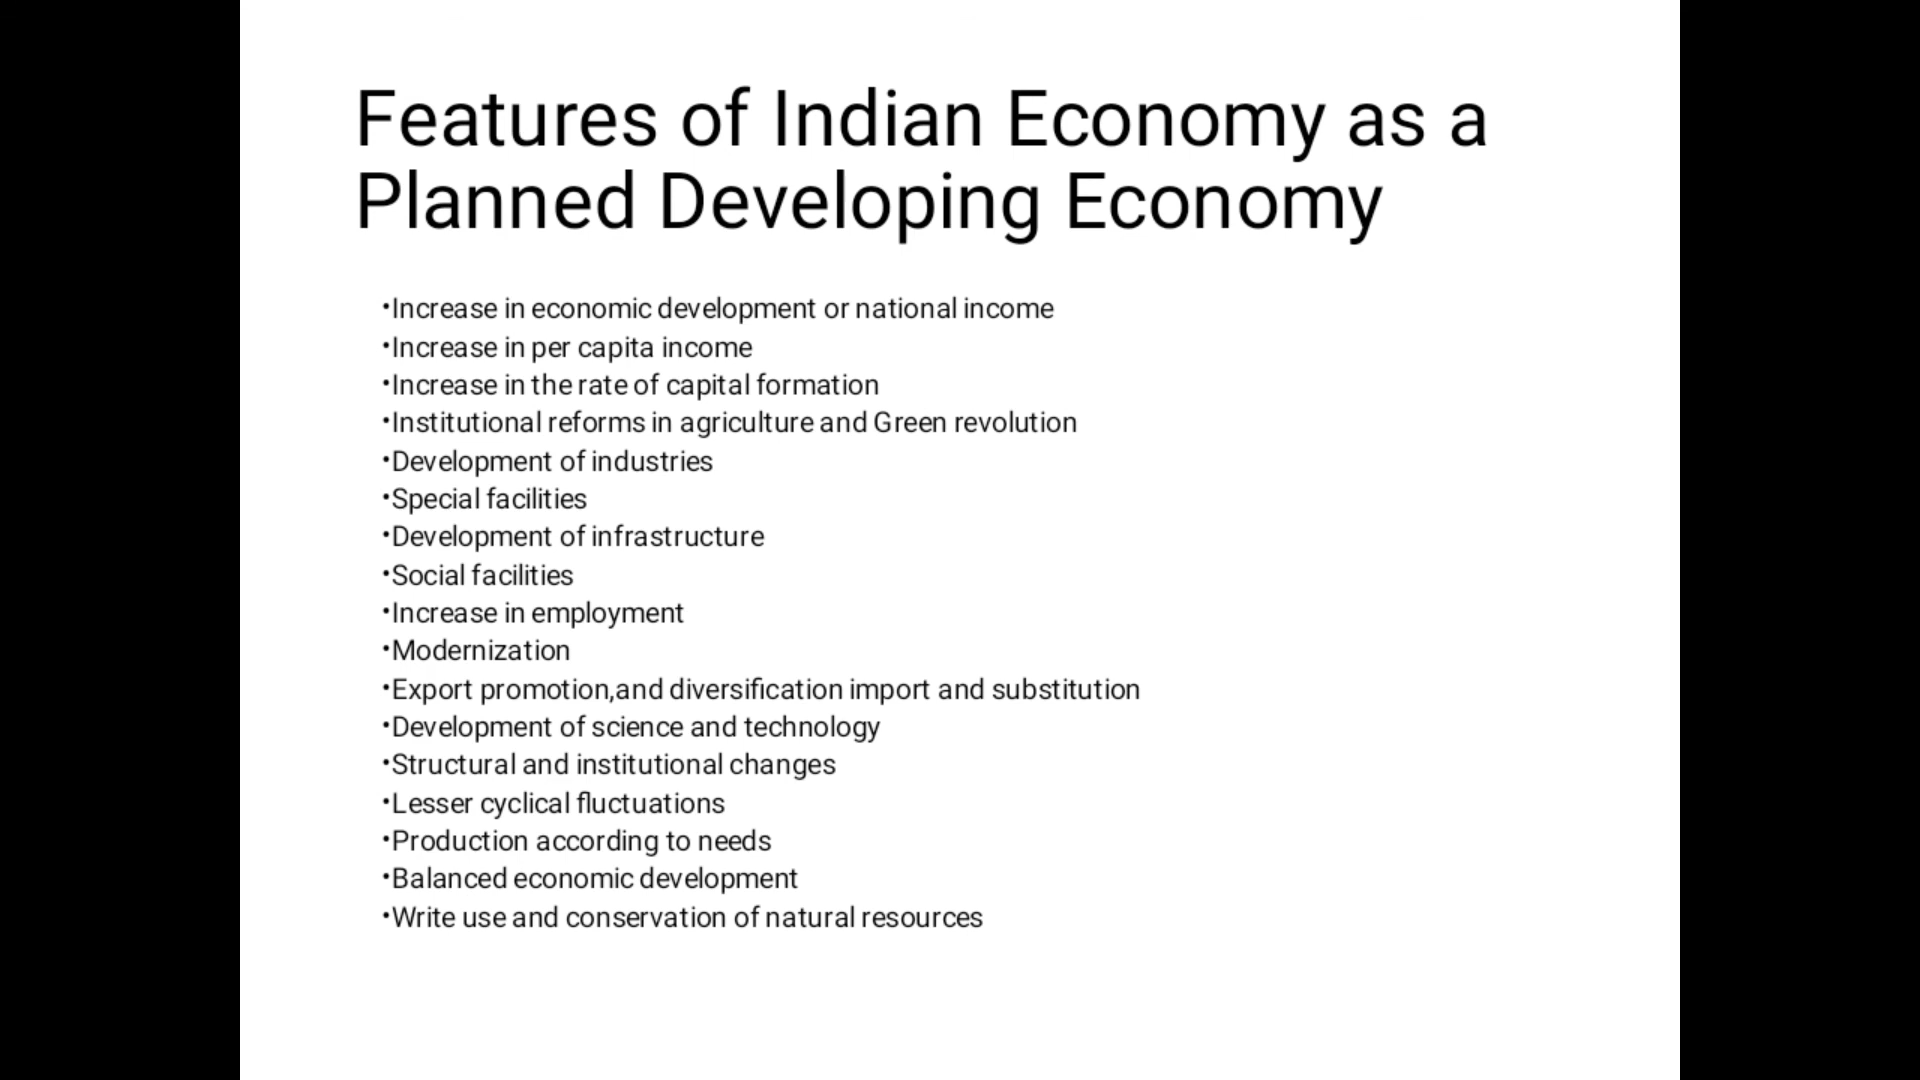 Features of Indian Economy as a
Planned Developing Economy
•Increase in economic development or national income
•Increase in per capita income
•Increase in the rate of capital formation
•Institutional reforms in agriculture and Green revolution
•Development of industries
•Special facilities
•Development of infrastructure
•Social facilities
•Increase in employment
•Modernization
•Export promotion,and diversification import and substitution
•Development of science and technology
•Structural and institutional changes
•Lesser cyclical fluctuations
•Production according to needs
•Balanced economic development
•Write use and conservation of natural resources